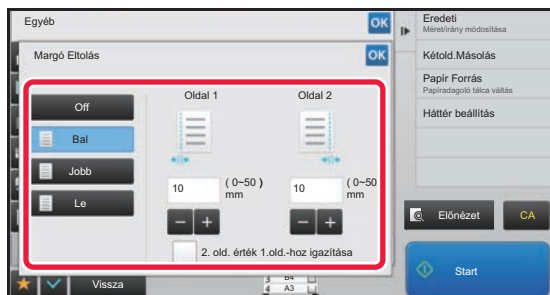 Egyéb
OK
Margó Eltolás
OK
Off
Bal
Jobb
Le
Oldal 1
Oldal 2
10
( 0~50 )
mm
10
( 0~50
mm
2. old. érték 1.old.-hoz igazítása
Vissza
3 B4
4 A3
Eredeti
Méret/irány módosítása
Kétold.Másolás
Papír Forrás
Papíradagoló tálca váltás
Háttér beállítás
Előnézet
CA
Start